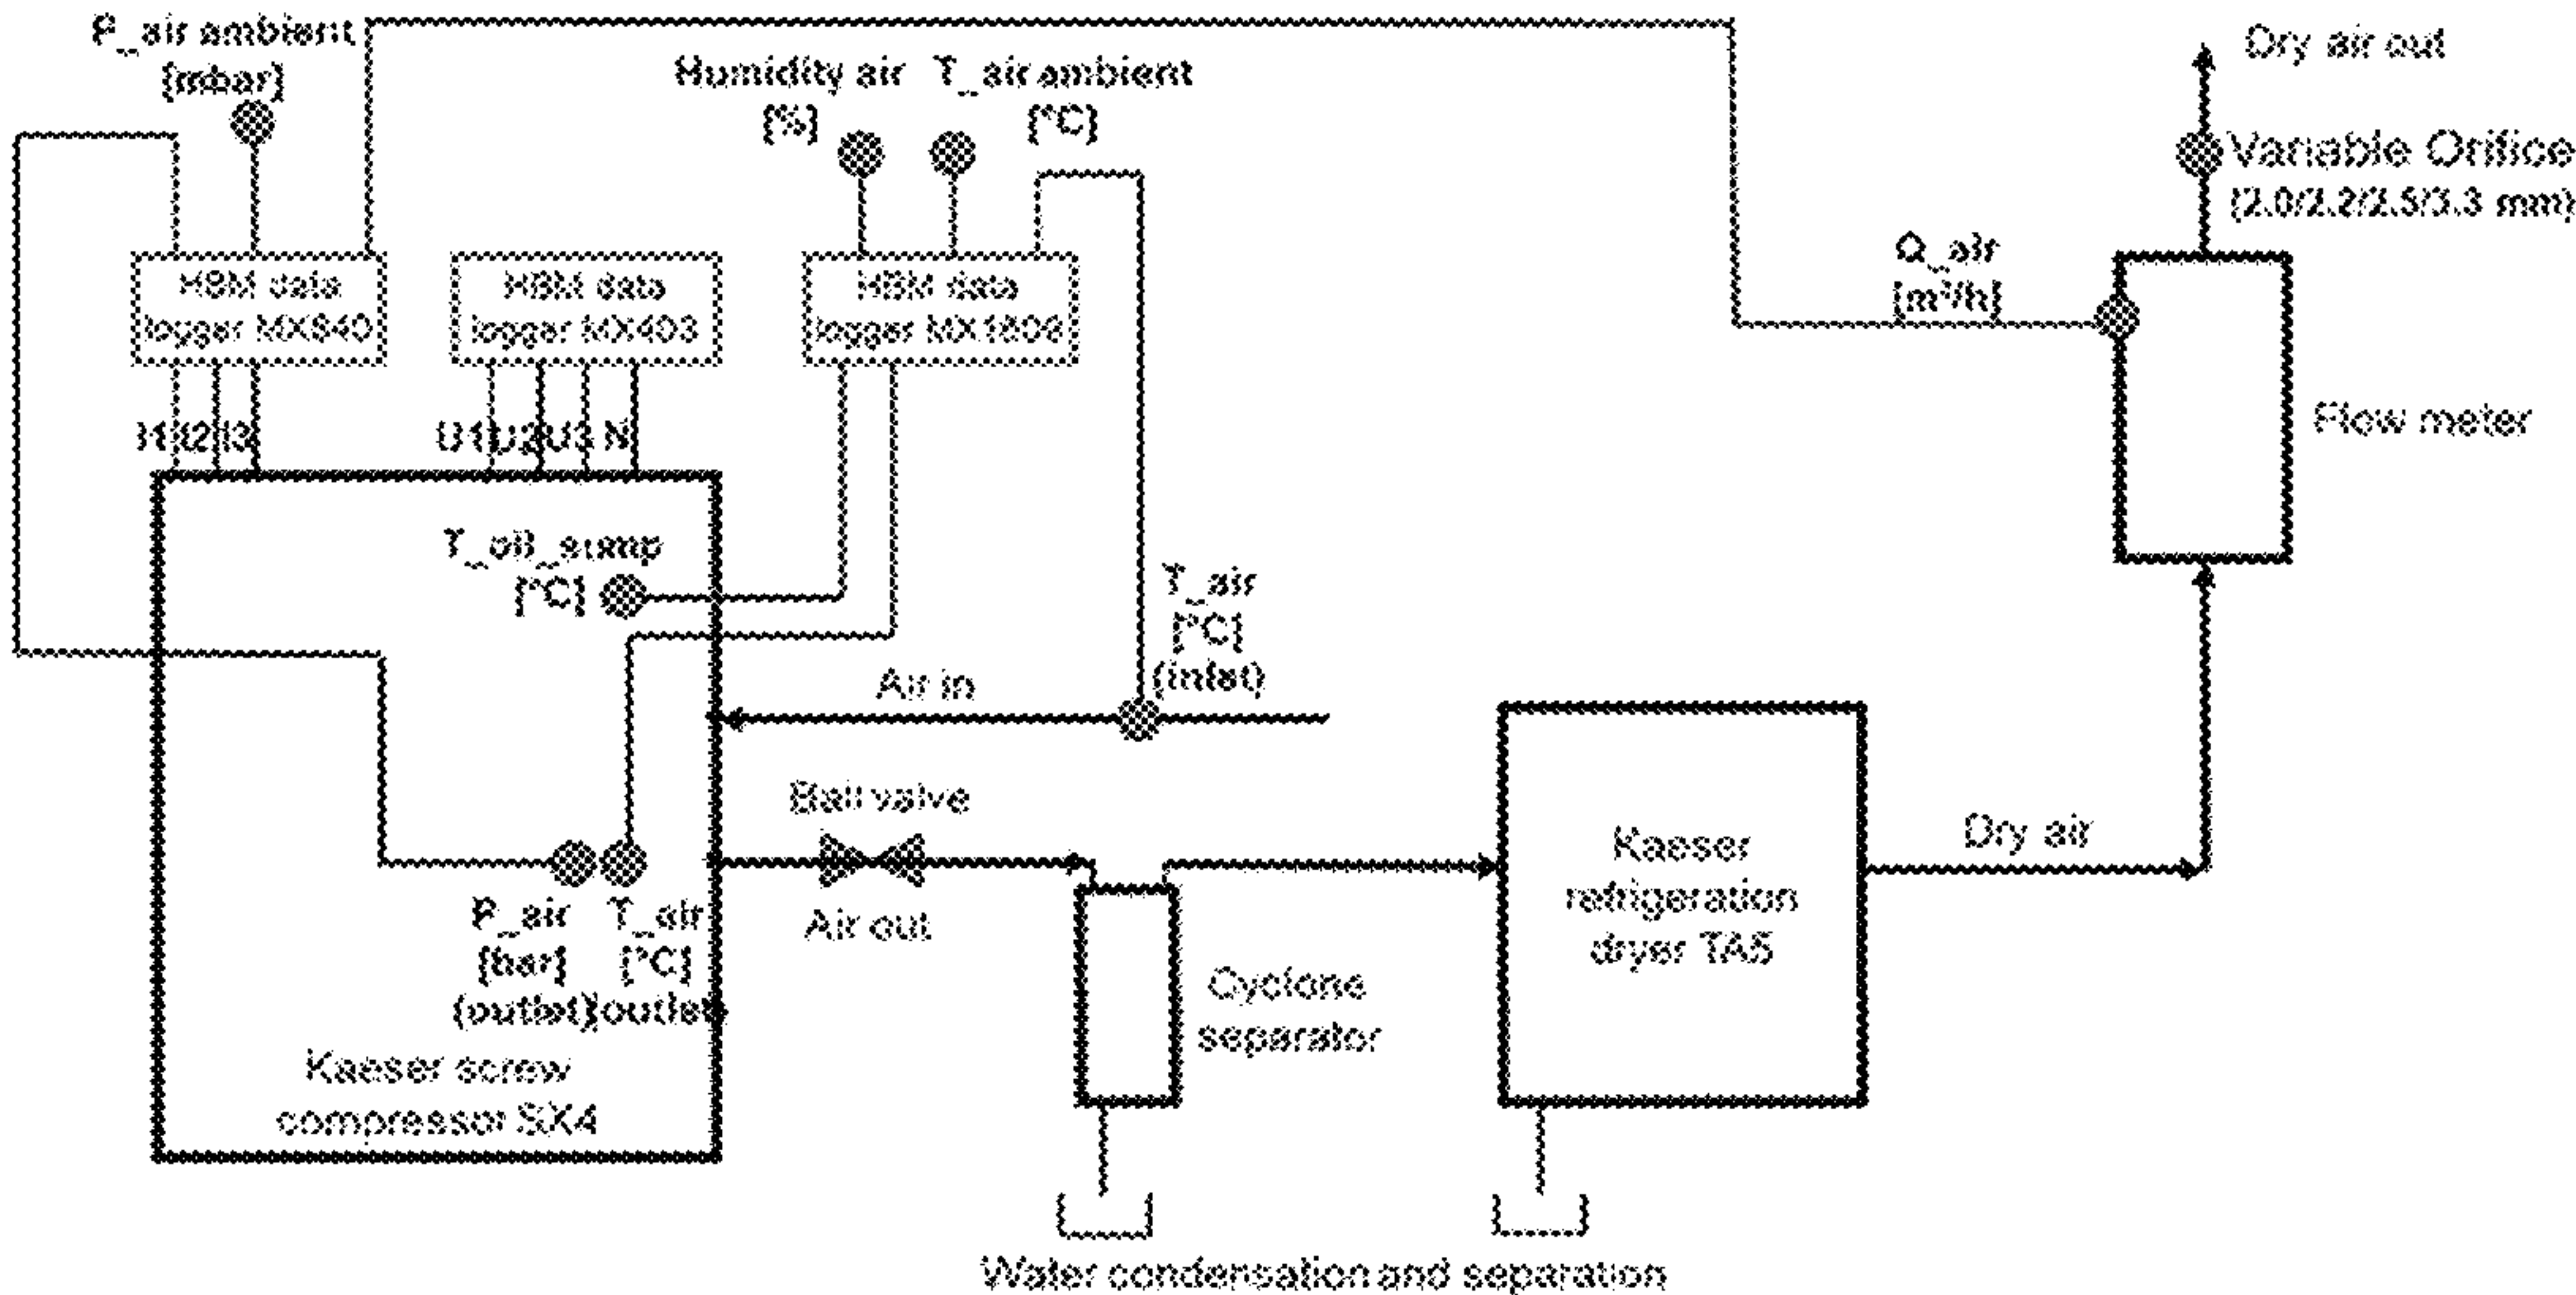 P_air ambient
[mbar]
Humidity air
[%]
T_air ambient
[°C]
Dry air out
Variable Orifice
(2.0/2.2/2.5/3.3 mm)
Q_air
[m³/h]
HBM data
logger MX840
HBM data
logger MX403
HBM data
logger MX1609
Flow meter
I1 I2 I3
U1 U2 U3 N
T_oil_sump
[°C]
T_air
[°C]
(inlet)
Air in
Ball valve
Air out
P_air
[bar]
(outlet)
T_air
[°C]
(outlet)
Kaeser screw
compressor SX4
Cyclone
separator
Kaeser
refrigeration
dryer TA5
Dry air
Water condensation and separation